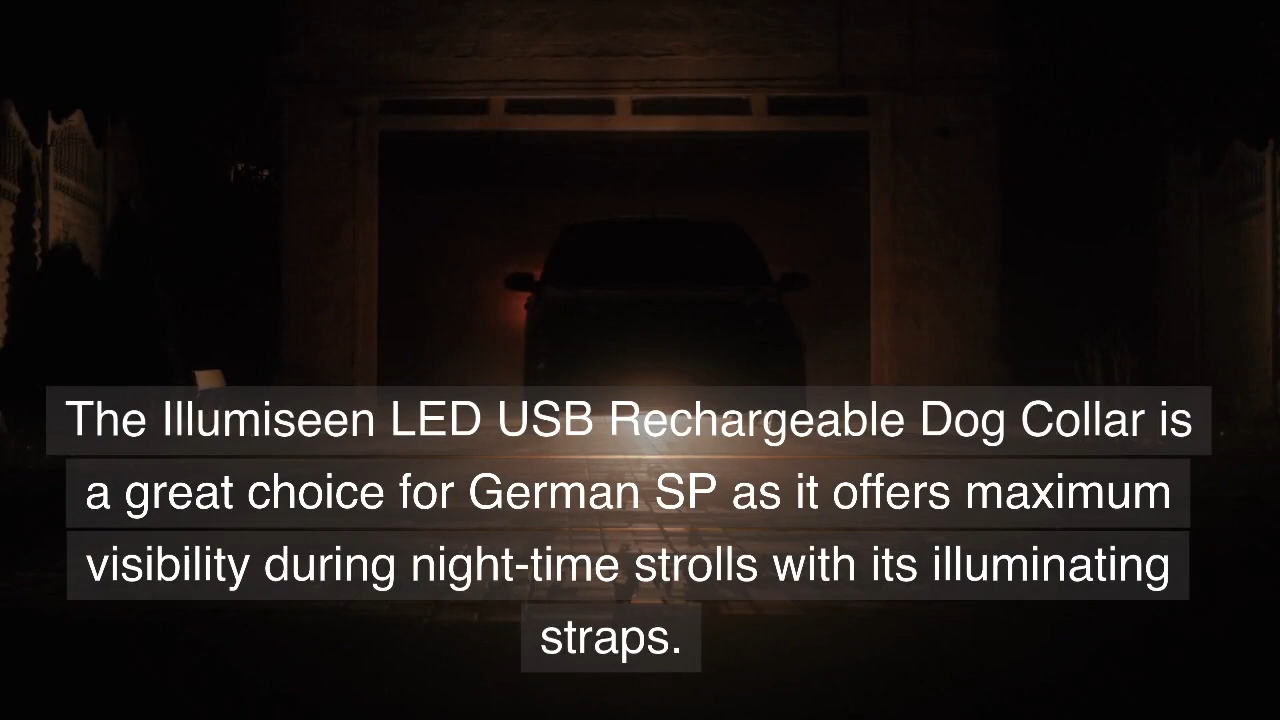 The Illumiseen LED USB Rechargeable Dog Collar is
a great choice for German SP as it offers maximum
visibility during night-time strolls with its illuminating
straps.